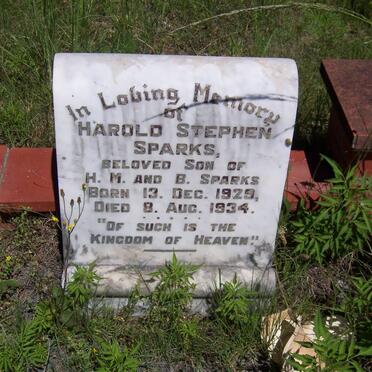 In Loving Memory
of
HAROLD STEPHEN
SPARKS,
BELOVED SON OF
H. M. AND B. SPARKS
BORN 13. DEC. 1929,
DIED 8. AUG. 1934.
"OF SUCH IS THE
KINGDOM OF HEAVEN"